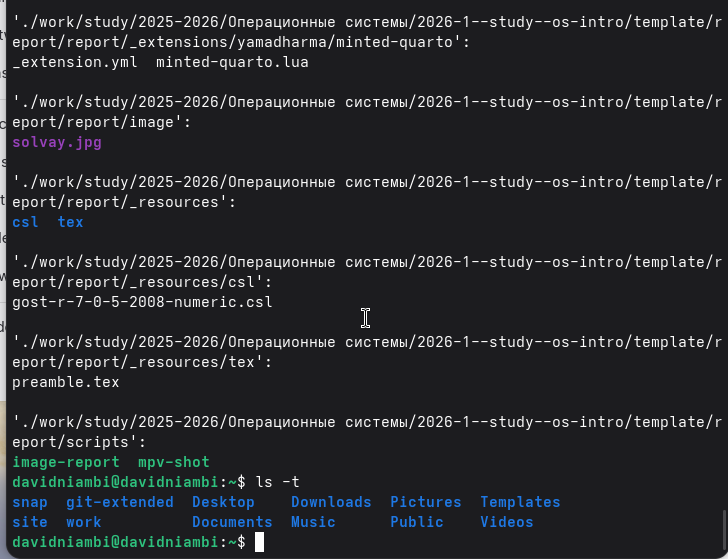 './work/study/2025-2026/Операционные системы/2026-1--study--os-intro/template/r
eport/report/_extensions/yamadharma/minted-quarto':
_extension.yml  minted-quarto.lua
'./work/study/2025-2026/Операционные системы/2026-1--study--os-intro/template/r
eport/report/image':
solvay.jpg
'./work/study/2025-2026/Операционные системы/2026-1--study--os-intro/template/r
eport/report/_resources':
csl  tex
'./work/study/2025-2026/Операционные системы/2026-1--study--os-intro/template/r
eport/report/_resources/csl':
gost-r-7-0-5-2008-numeric.csl
'./work/study/2025-2026/Операционные системы/2026-1--study--os-intro/template/r
eport/report/_resources/tex':
preamble.tex
'./work/study/2025-2026/Операционные системы/2026-1--study--os-intro/template/r
eport/scripts':
image-report  mpv-shot
davidniambi@davidniambi:~$ ls -t
snap  git-extended  Desktop    Downloads  Pictures  Templates
site  work          Documents  Music      Public    Videos
davidniambi@davidniambi:~$